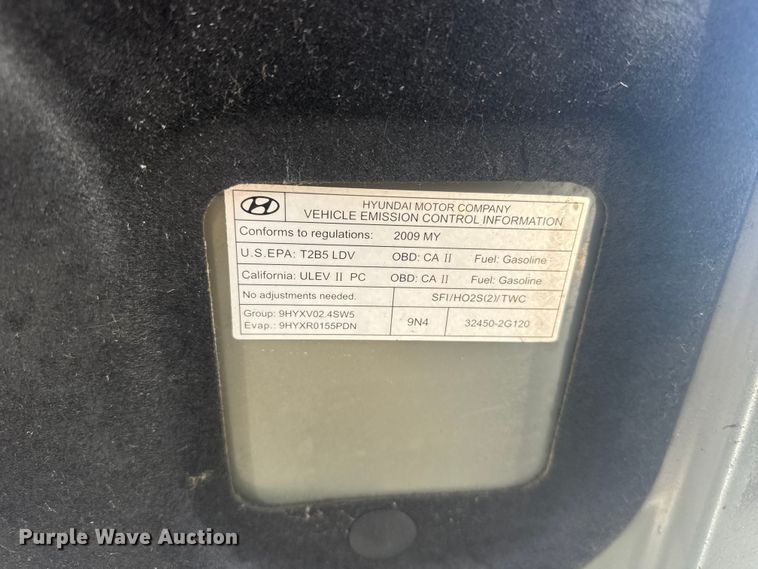 HYUNDAI MOTOR COMPANY
VEHICLE EMISSION CONTROL INFORMATION
Conforms to regulations: 2009 MY
U.S.EPA: T2B5 LDV OBD: CA II Fuel: Gasoline
California: ULEV II PC OBD: CA II Fuel: Gasoline
No adjustments needed. SFI/HO2S(2)/TWC
Group: 9HYXV02.4SW5
Evap.: 9HYXR0155PDN
9N4 32450-2G120
Purple Wave Auction